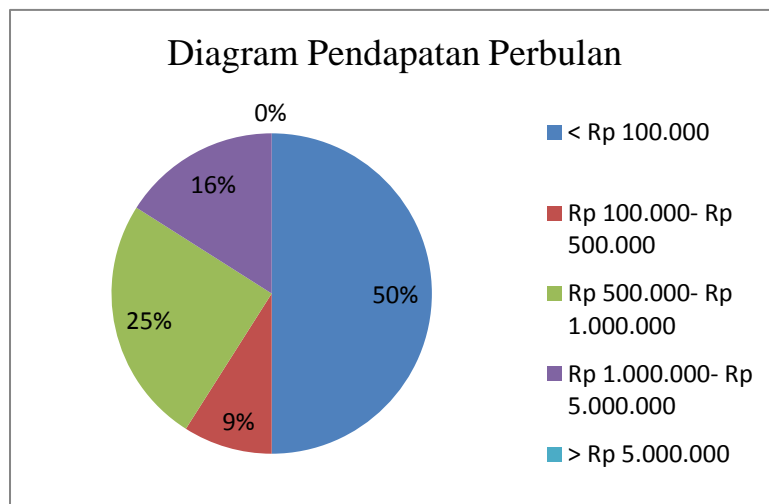 Diagram Pendapatan Perbulan
0%
16%
50%
25%
9%
< Rp 100.000
Rp 100.000- Rp
500.000
Rp 500.000- Rp
1.000.000
Rp 1.000.000- Rp
5.000.000
> Rp 5.000.000